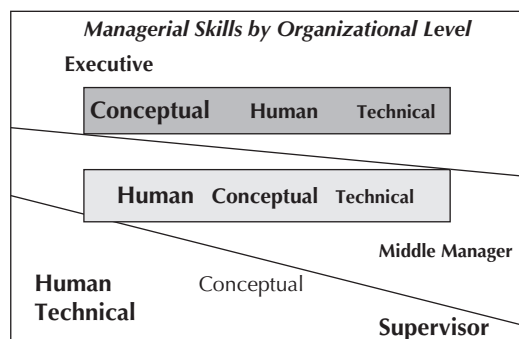 Managerial Skills by Organizational Level
Executive
Conceptual Human Technical
Human Conceptual Technical
Middle Manager
Human Conceptual
Technical
Supervisor